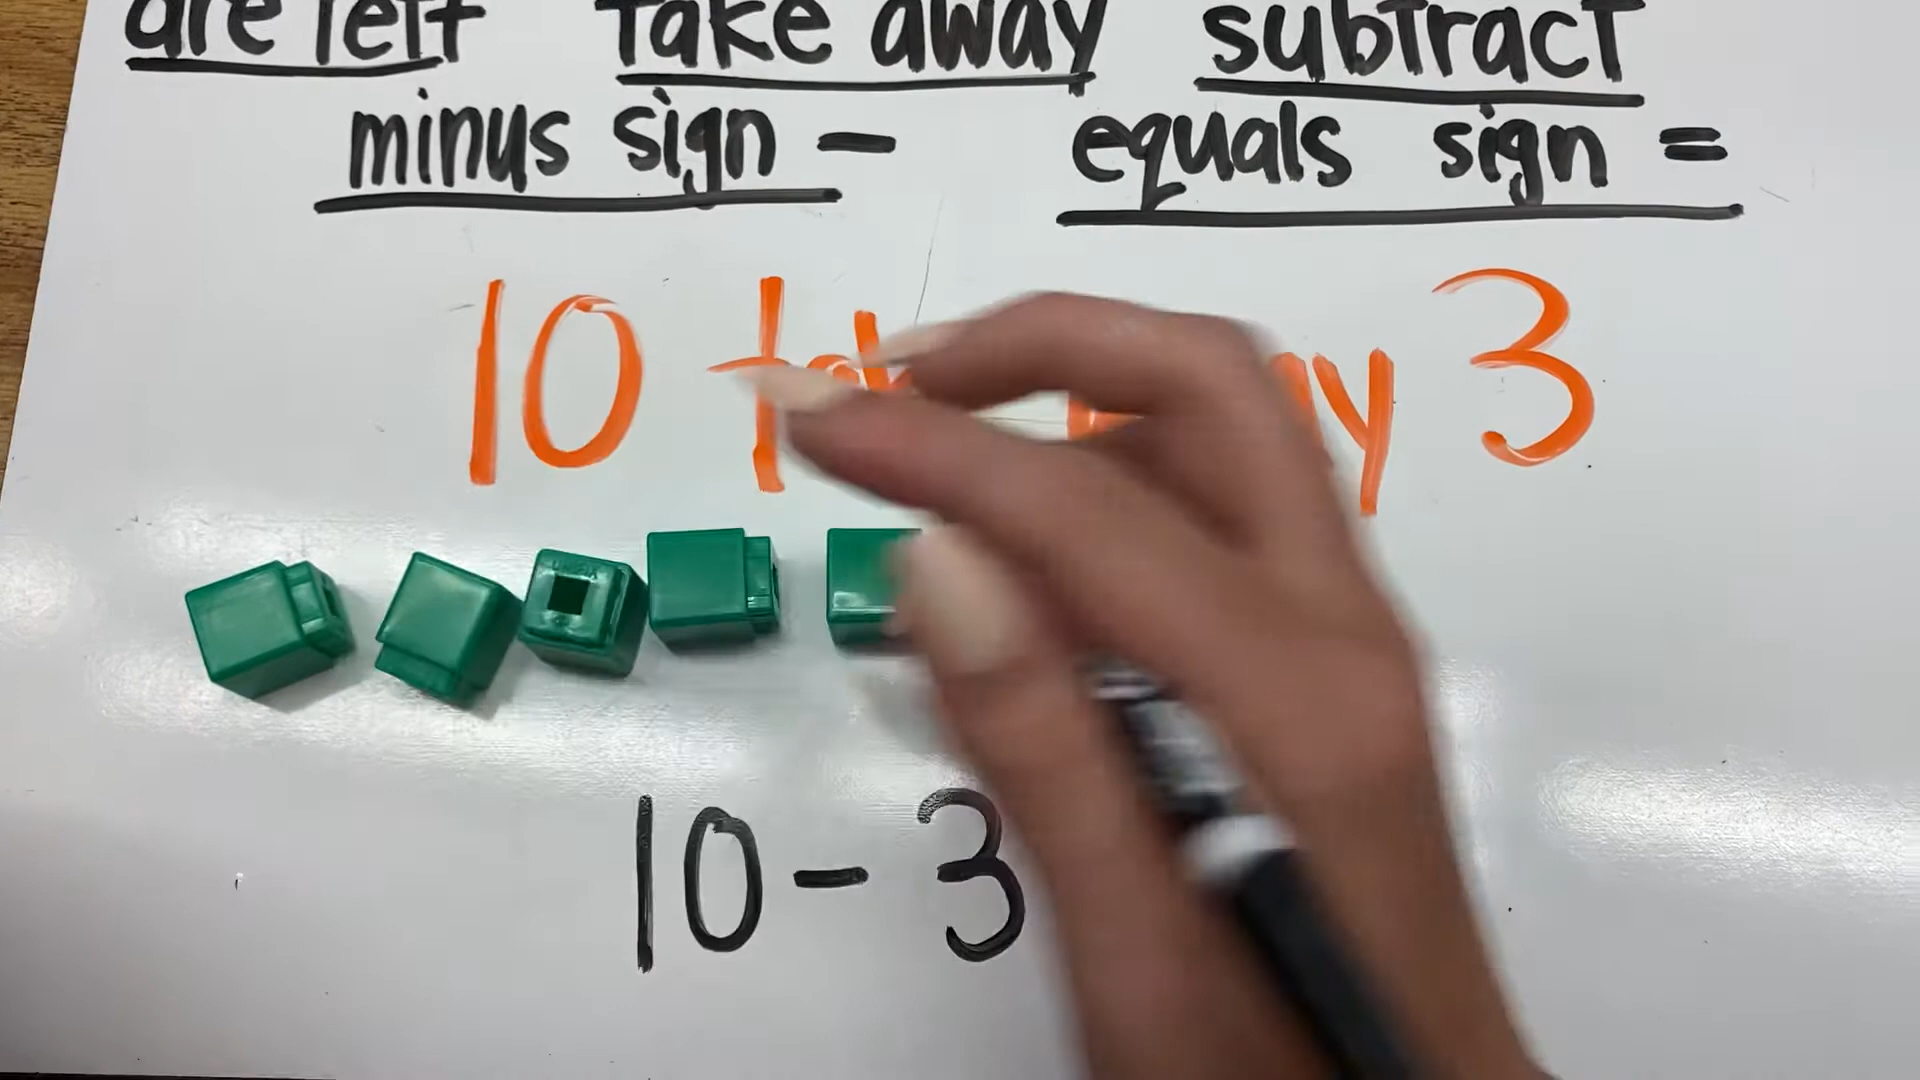 are left take away subtract
minus sign - equals sign =
10 3
10 - 3